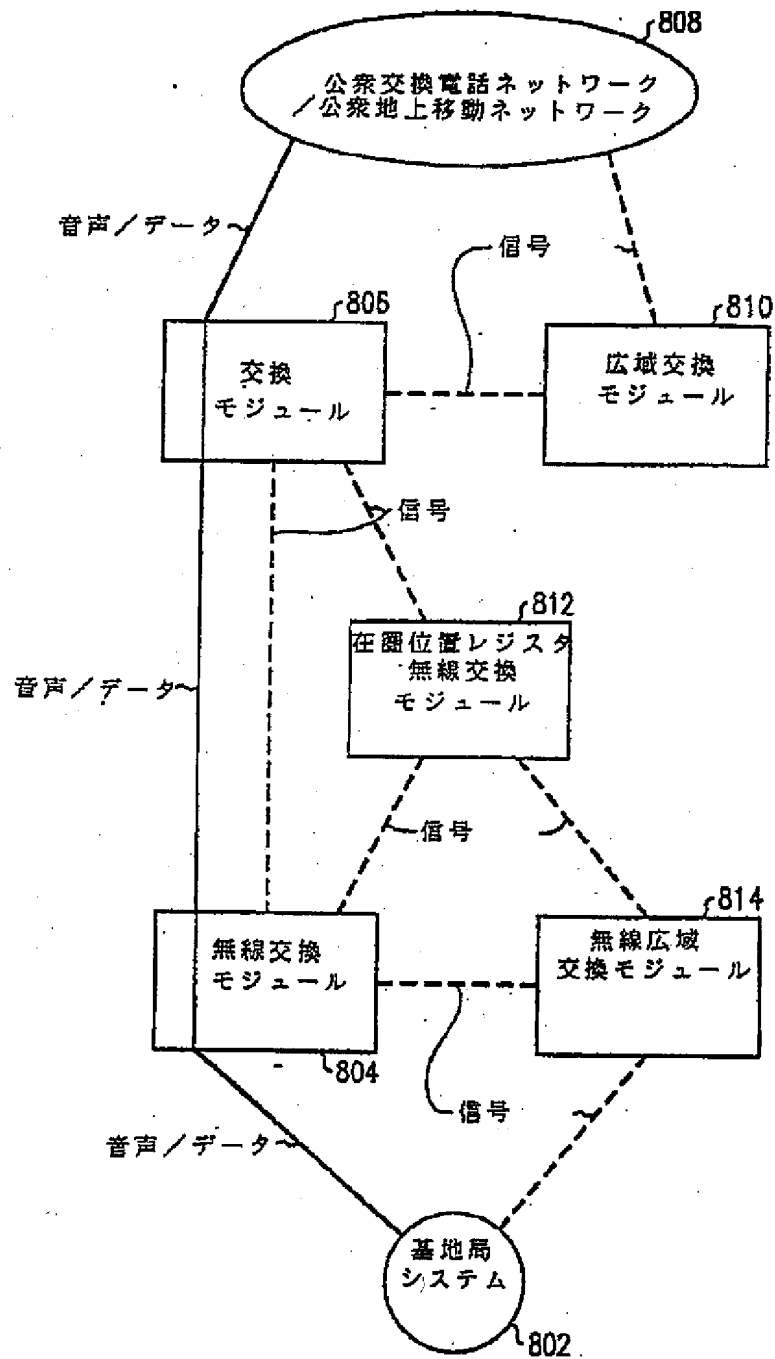 808
公衆交換電話ネットワーク
/公衆地上移動ネットワーク
音声/データ
信号
806
810
交換
モジュール
広域交換
モジュール
信号
812
在圏位置レジスタ
無線交換
モジュール
音声/データ
信号
814
無線交換
モジュール
無線広域
交換モジュール
804
信号
音声/データ
基地局
システム
802